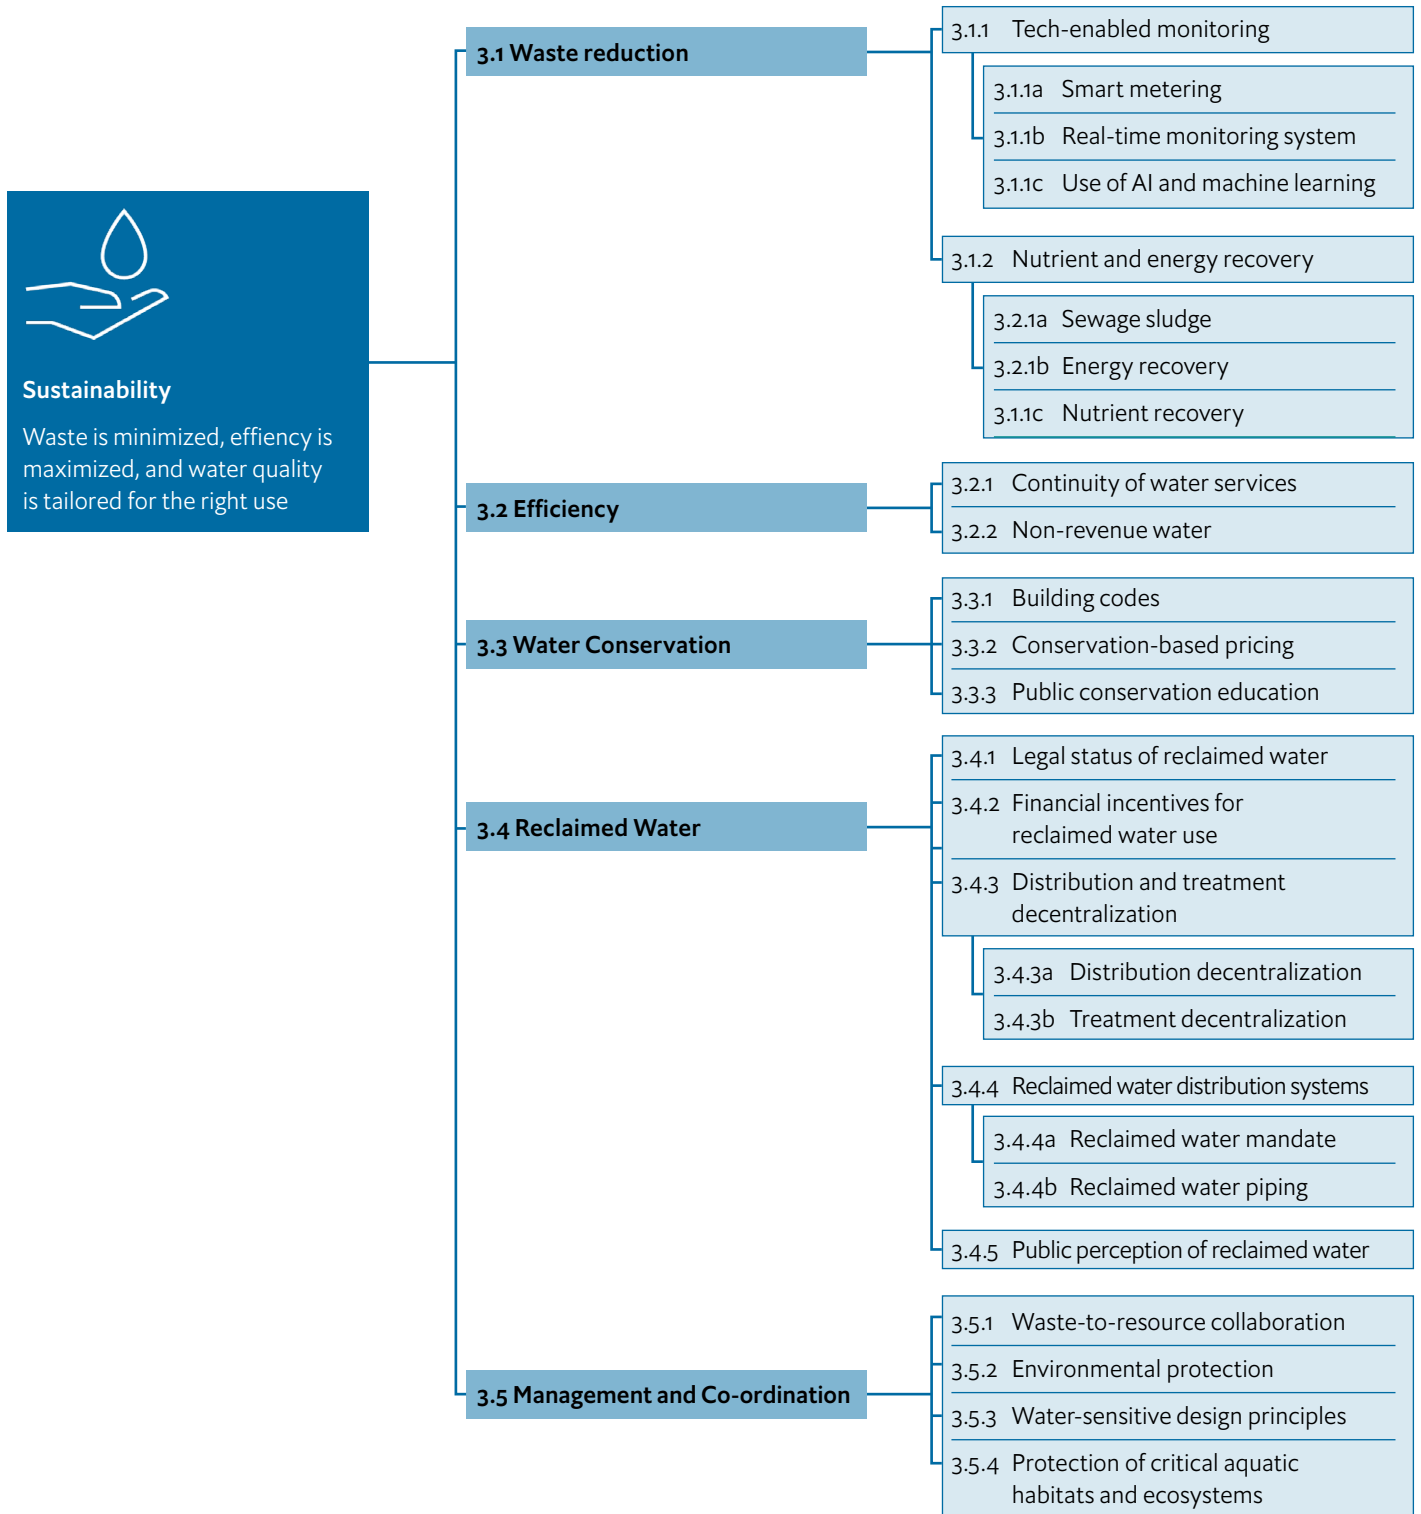 Sustainability
Waste is minimized, effiency is
maximized, and water quality
is tailored for the right use
3.1 Waste reduction
3.1.1 Tech-enabled monitoring
3.1.1a Smart metering
3.1.1b Real-time monitoring system
3.1.1c Use of AI and machine learning
3.1.2 Nutrient and energy recovery
3.2.1a Sewage sludge
3.2.1b Energy recovery
3.1.1c Nutrient recovery
3.2 Efficiency
3.2.1 Continuity of water services
3.2.2 Non-revenue water
3.3 Water Conservation
3.3.1 Building codes
3.3.2 Conservation-based pricing
3.3.3 Public conservation education
3.4 Reclaimed Water
3.4.1 Legal status of reclaimed water
3.4.2 Financial incentives for
reclaimed water use
3.4.3 Distribution and treatment
decentralization
3.4.3a Distribution decentralization
3.4.3b Treatment decentralization
3.4.4 Reclaimed water distribution systems
3.4.4a Reclaimed water mandate
3.4.4b Reclaimed water piping
3.4.5 Public perception of reclaimed water
3.5 Management and Co-ordination
3.5.1 Waste-to-resource collaboration
3.5.2 Environmental protection
3.5.3 Water-sensitive design principles
3.5.4 Protection of critical aquatic
habitats and ecosystems